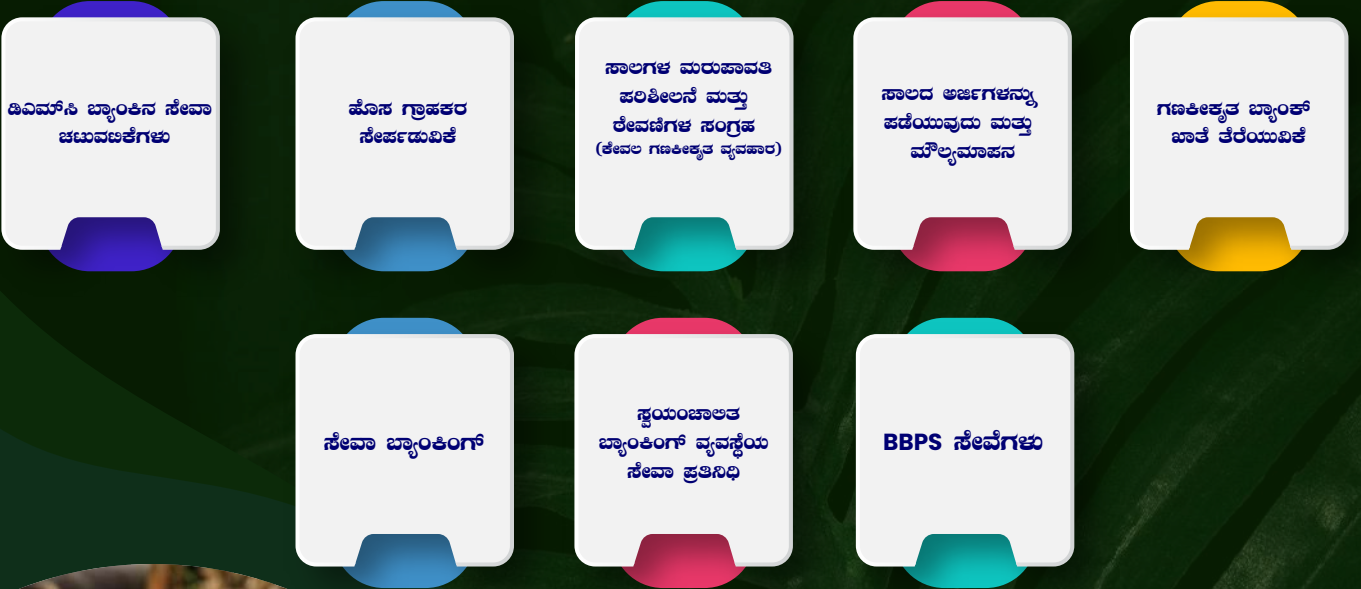 ಡಿಎಮ್‌ಸಿ ಬ್ಯಾಂಕಿನ ಸೇವಾ
ಚಟುವಟಿಕೆಗಳು
ಹೊಸ ಗ್ರಾಹಕರ
ಸೇರ್ಪಡುವಿಕೆ
ಸಾಲಗಳ ಮರುಪಾವತಿ
ಪರಿಶೀಲನೆ ಮತ್ತು
ಠೇವಣಿಗಳ ಸಂಗ್ರಹ
(ಕೇವಲ ಗಣಕೀಕೃತ ವ್ಯವಹಾರ)
ಸಾಲದ ಅರ್ಜಿಗಳನ್ನು
ಪಡೆಯುವುದು ಮತ್ತು
ಮೌಲ್ಯಮಾಪನ
ಗಣಕೀಕೃತ ಬ್ಯಾಂಕ್
ಖಾತೆ ತೆರೆಯುವಿಕೆ
ಸೇವಾ ಬ್ಯಾಂಕಿಂಗ್
ಸ್ವಯಂಚಾಲಿತ
ಬ್ಯಾಂಕಿಂಗ್ ವ್ಯವಸ್ಥೆಯ
ಸೇವಾ ಪ್ರತಿನಿಧಿ
BBPS ಸೇವೆಗಳು